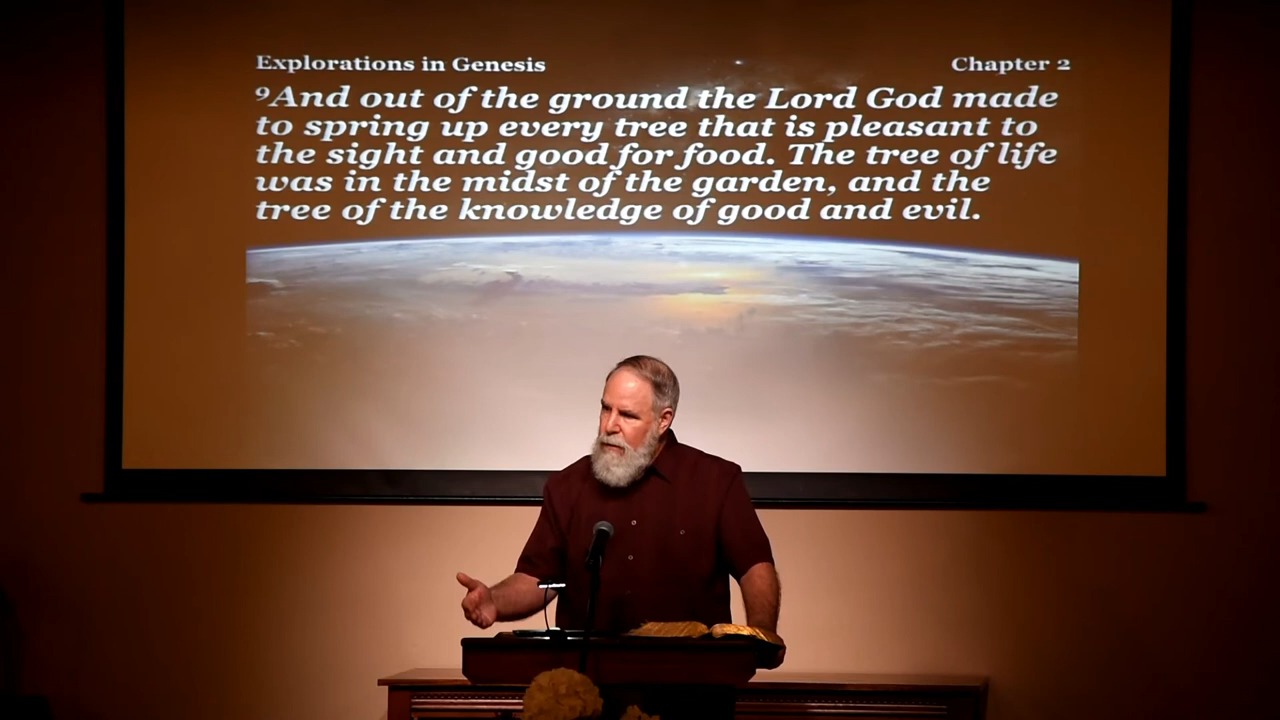 Explorations in Genesis Chapter 2
9And out of the ground the Lord God made
to spring up every tree that is pleasant to
the sight and good for food. The tree of life
was in the midst of the garden, and the
tree of the knowledge of good and evil.